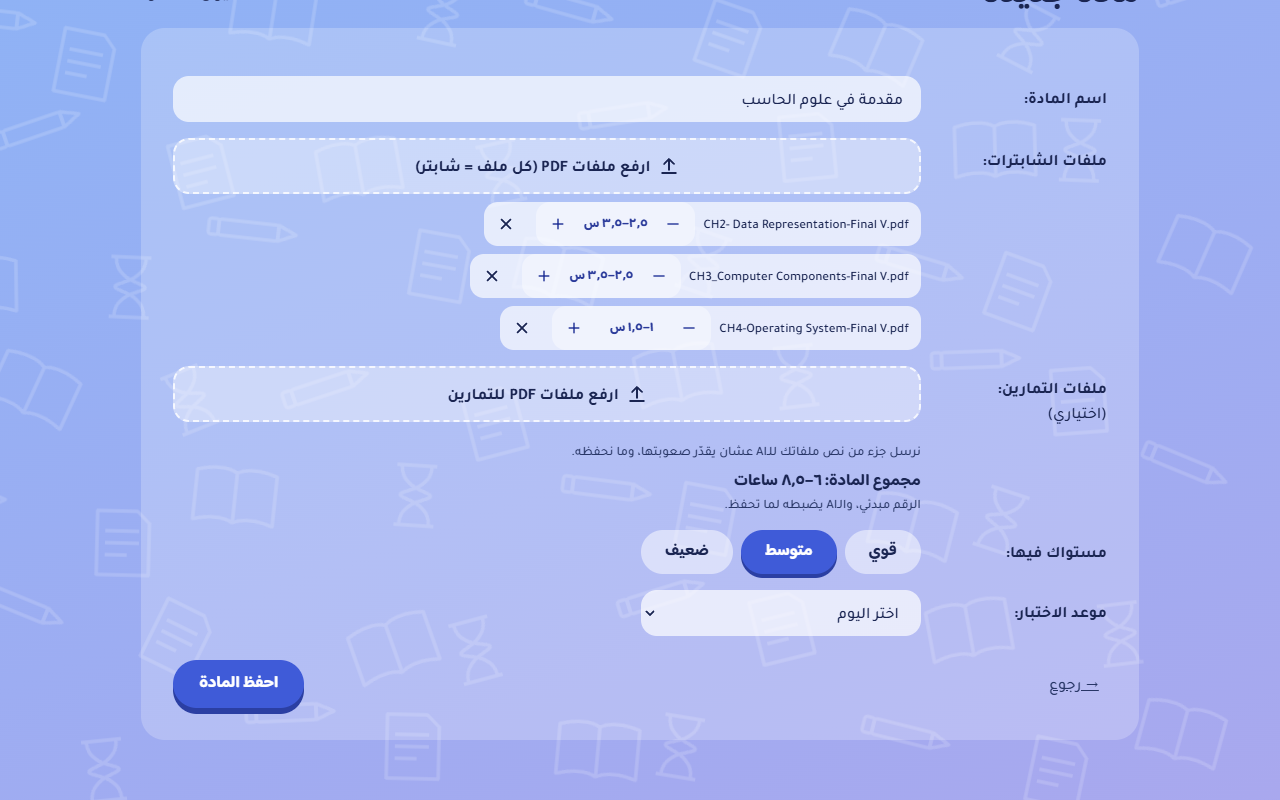 مادة جديدة
اسم المادة:
مقدمة في علوم الحاسب
ملفات الشابترات:
ارفع ملفات PDF (كل ملف = شابتر)
CH2- Data Representation-Final V.pdf − ٢,٥–٣,٥ س + ×
CH3_Computer Components-Final V.pdf − ٢,٥–٣,٥ س + ×
CH4-Operating System-Final V.pdf − ١–١,٥ س + ×
ملفات التمارين:
(اختياري)
ارفع ملفات PDF للتمارين
نرسل جزء من نص ملفاتك للـAI عشان يقدّر صعوبتها، وما نحفظه.
مجموع المادة: ٦–٨,٥ ساعات
الرقم مبدئي، والـAI يضبطه لما تحفظ.
مستواك فيها:
قوي
متوسط
ضعيف
موعد الاختبار:
اختر اليوم
→ رجوع
احفظ المادة